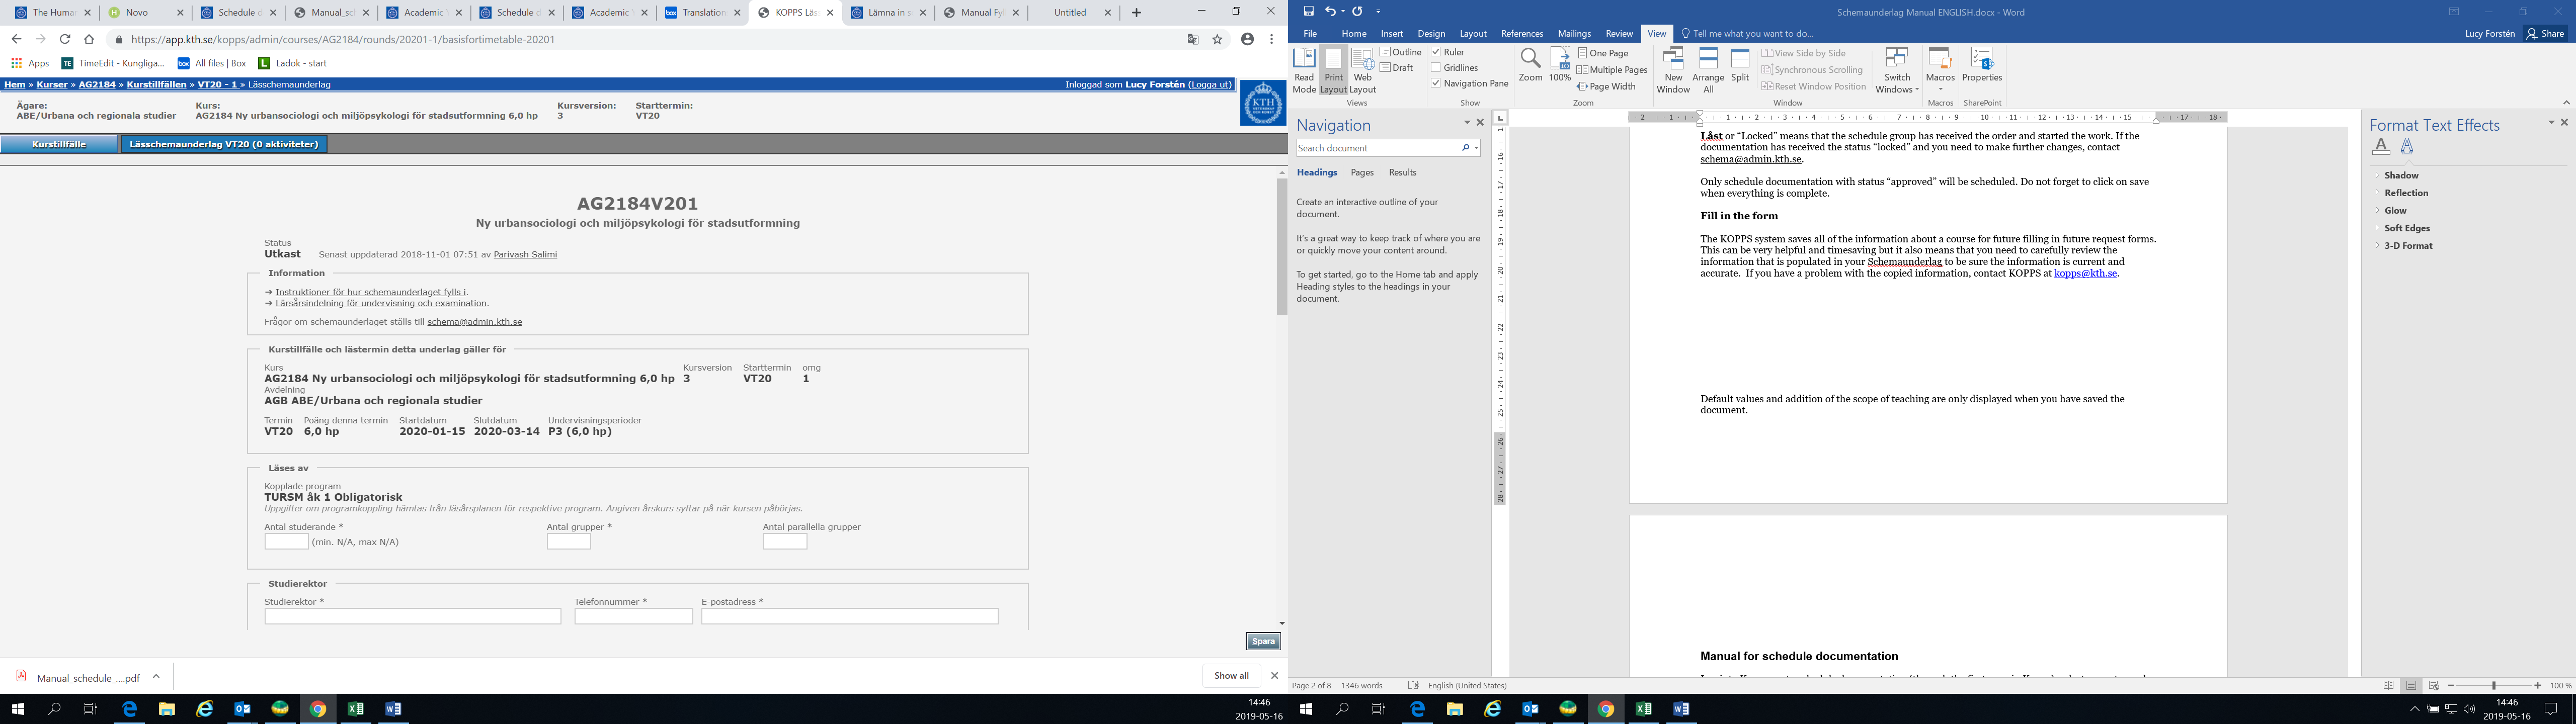 The Human
Novo
Schedule d
Manual_sc
Academic Y
Schedule d
Academic Y
Translation
KOPPS Läs
Lämna in s
Manual Fyl
Untitled
https://app.kth.se/kopps/admin/courses/AG2184/rounds/20201-1/basisfortimetable-20201
Apps
TE TimeEdit - Kungliga...
box All files | Box
L Ladok - start
Hem » Kurser » AG2184 » Kurstillfällen » VT20 - 1 » Lässchemaunderlag
Inloggad som Lucy Forstén (Logga ut)
KTH
Ägare: Kurs: Kursversion: Starttermin:
ABE/Urbana och regionala studier AG2184 Ny urbansociologi och miljöpsykologi för stadsutformning 6,0 hp 3 VT20
Kurstillfälle
Lässchemaunderlag VT20 (0 aktiviteter)
AG2184V201
Ny urbansociologi och miljöpsykologi för stadsutformning
Status
Utkast Senast uppdaterad 2018-11-01 07:51 av Parivash Salimi
Information
→ Instruktioner för hur schemaunderlaget fylls i.
→ Lärsårsindelning för undervisning och examination.
Frågor om schemaunderlaget ställs till schema@admin.kth.se
Kurstillfälle och lästermin detta underlag gäller för
Kurs Kursversion Starttermin omg
AG2184 Ny urbansociologi och miljöpsykologi för stadsutformning 6,0 hp 3 VT20 1
Avdelning
AGB ABE/Urbana och regionala studier
Termin Poäng denna termin Startdatum Slutdatum Undervisningsperioder
VT20 6,0 hp 2020-01-15 2020-03-14 P3 (6,0 hp)
Läses av
Kopplade program
TURSM åk 1 Obligatorisk
Uppgifter om programkoppling hämtas från läsårsplanen för respektive program. Angiven årskurs syftar på när kursen påbörjas.
Antal studerande * Antal grupper * Antal parallella grupper
(min. N/A, max N/A)
Studierektor
Studierektor * Telefonnummer * E-postadress *
Spara
Manual_schedule_....pdf
Show all
14:46
2019-05-16
Schemaunderlag Manual ENGLISH.docx - Word
File Home Insert Design Layout References Mailings Review View Tell me what you want to do...
Lucy Forstén Share
Read Mode
Print Layout
Web Layout
Outline
Draft
Views
Ruler
Gridlines
Navigation Pane
Show
Zoom
100%
One Page
Multiple Pages
Page Width
Zoom
New Window
Arrange All
Split
View Side by Side
Synchronous Scrolling
Reset Window Position
Window
Switch Windows
Macros
Macros
Properties
SharePoint
Navigation
Search document
Headings Pages Results
Create an interactive outline of your
document.
It's a great way to keep track of where you are
or quickly move your content around.
To get started, go to the Home tab and apply
Heading styles to the headings in your
document.
Låst or “Locked” means that the schedule group has received the order and started the work. If the
documentation has received the status “locked” and you need to make further changes, contact
schema@admin.kth.se.
Only schedule documentation with status “approved” will be scheduled. Do not forget to click on save
when everything is complete.
Fill in the form
The KOPPS system saves all of the information about a course for future filling in future request forms.
This can be very helpful and timesaving but it also means that you need to carefully review the
information that is populated in your Schemaunderlag to be sure the information is current and
accurate. If you have a problem with the copied information, contact KOPPS at kopps@kth.se.
Default values and addition of the scope of teaching are only displayed when you have saved the
document.
Manual for schedule documentation
Format Text Effects
Shadow
Reflection
Glow
Soft Edges
3-D Format
Page 2 of 8 1346 words English (United States)
100 %
14:46
2019-05-16